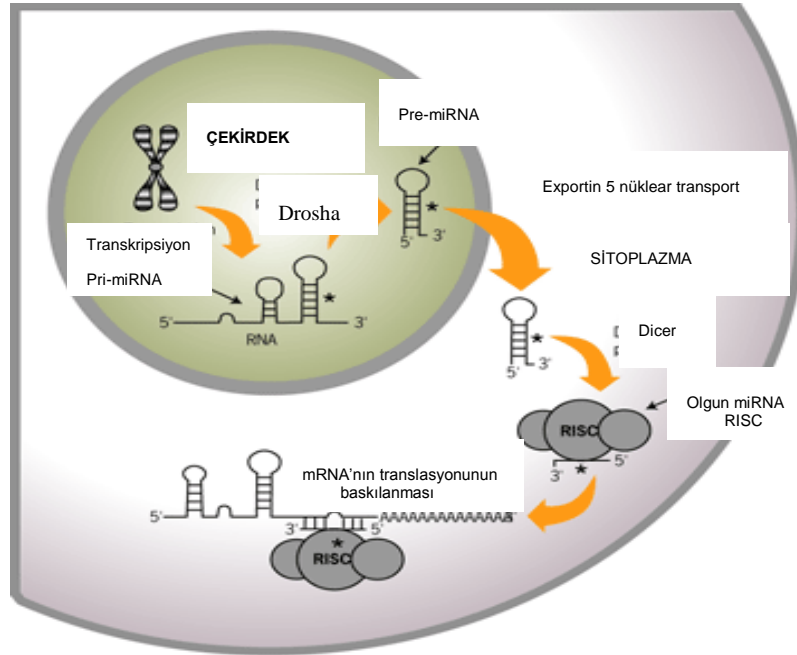 Pre-miRNA
ÇEKİRDEK
Exportin 5 nüklear transport
Drosha
5' 3'
Transkripsiyon
Pri-miRNA
SİTOPLAZMA
5' 3'
RNA
Dicer
5' 3'
Olgun miRNA
RISC
RISC
3' 5'
mRNA'nın translasyonunun
baskılanması
5'
3' 5'
RISC